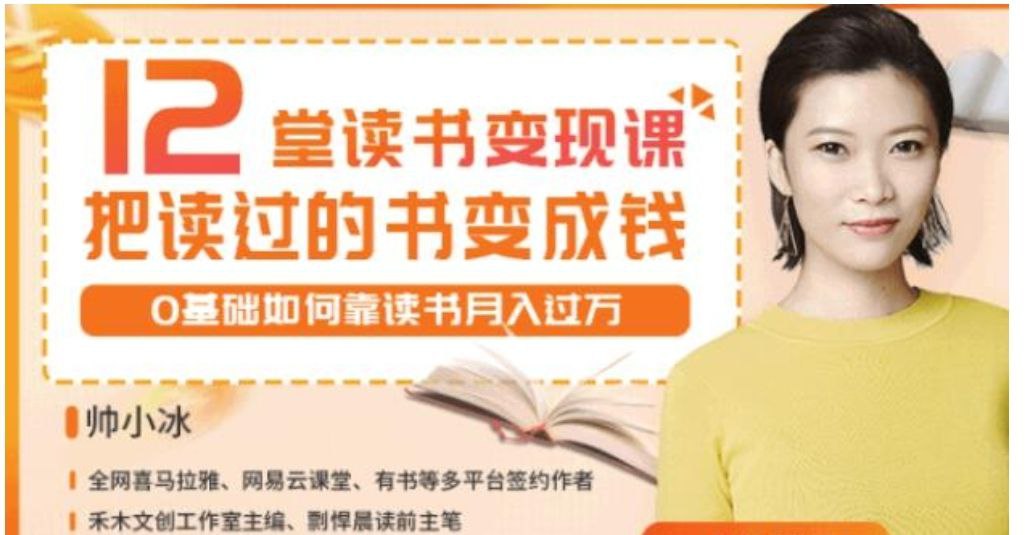 12堂读书变现课
把读过的书变成钱
0基础如何靠读书月入过万
帅小冰
全网喜马拉雅、网易云课堂、有书等多平台签约作者
禾木文创工作室主编、剽悍晨读前主笔